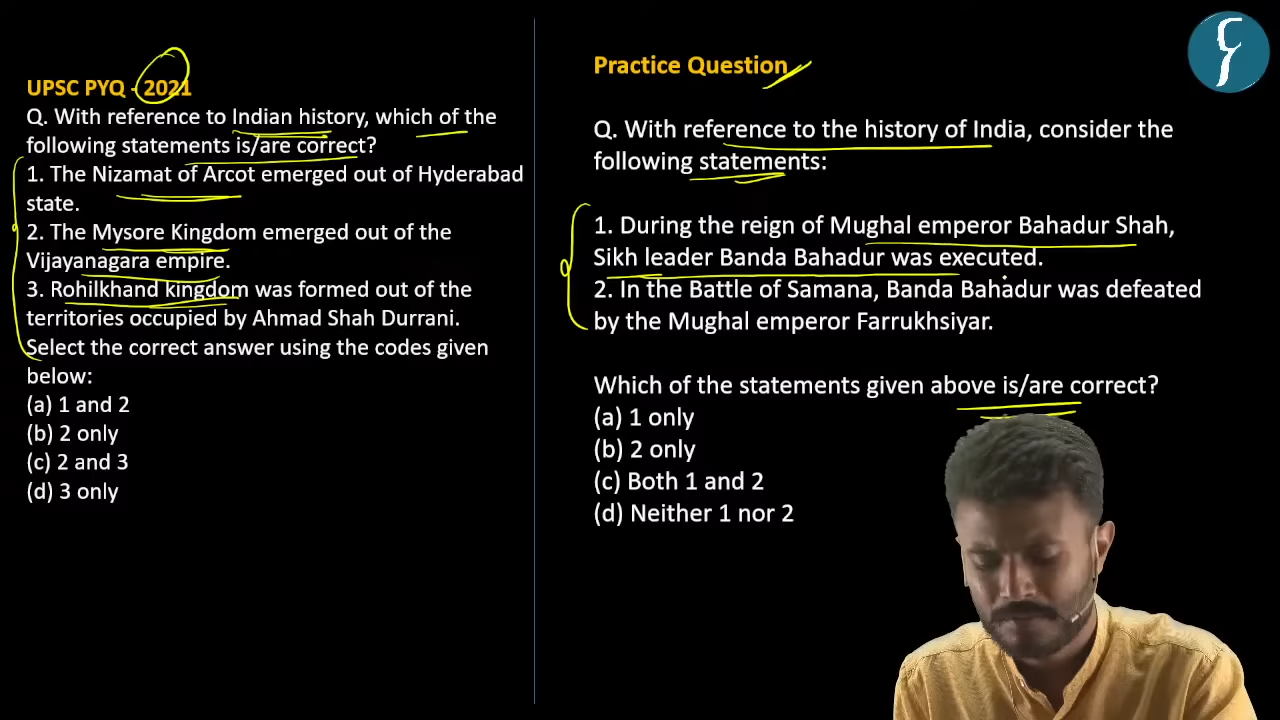 UPSC PYQ - 2021
Q. With reference to Indian history, which of the
following statements is/are correct?
1. The Nizamat of Arcot emerged out of Hyderabad
state.
2. The Mysore Kingdom emerged out of the
Vijayanagara empire.
3. Rohilkhand kingdom was formed out of the
territories occupied by Ahmad Shah Durrani.
Select the correct answer using the codes given
below:
(a) 1 and 2
(b) 2 only
(c) 2 and 3
(d) 3 only
Practice Question
Q. With reference to the history of India, consider the
following statements:
1. During the reign of Mughal emperor Bahadur Shah,
Sikh leader Banda Bahadur was executed.
2. In the Battle of Samana, Banda Bahadur was defeated
by the Mughal emperor Farrukhsiyar.
Which of the statements given above is/are correct?
(a) 1 only
(b) 2 only
(c) Both 1 and 2
(d) Neither 1 nor 2